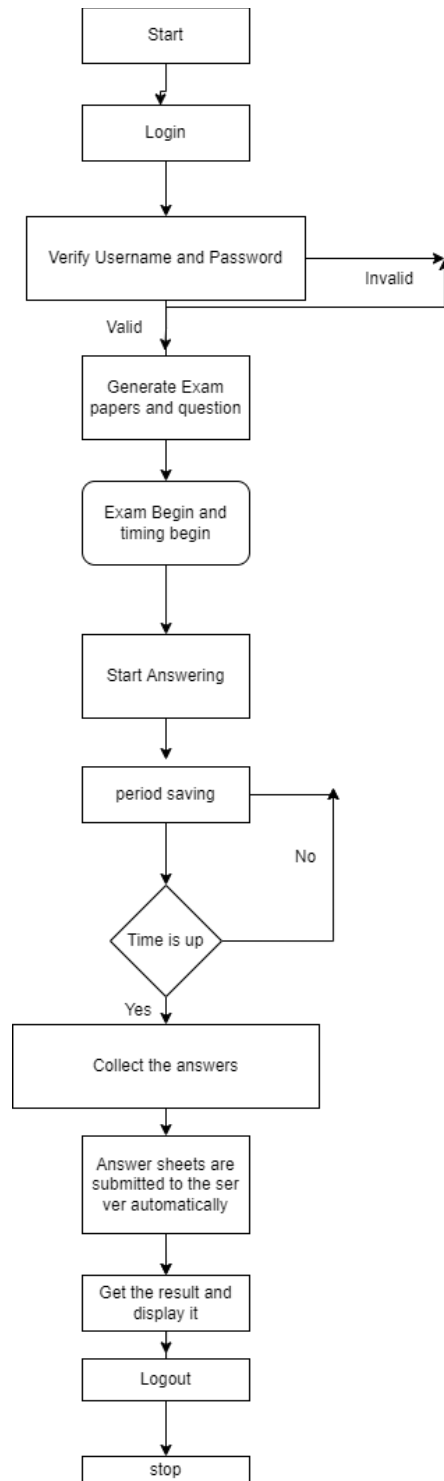 Start
Login
Verify Username and Password
Invalid
Valid
Generate Exam
papers and question
Exam Begin and
timing begin
Start Answering
period saving
No
Time is up
Yes
Collect the answers
Answer sheets are
submitted to the ser
ver automatically
Get the result and
display it
Logout
stop